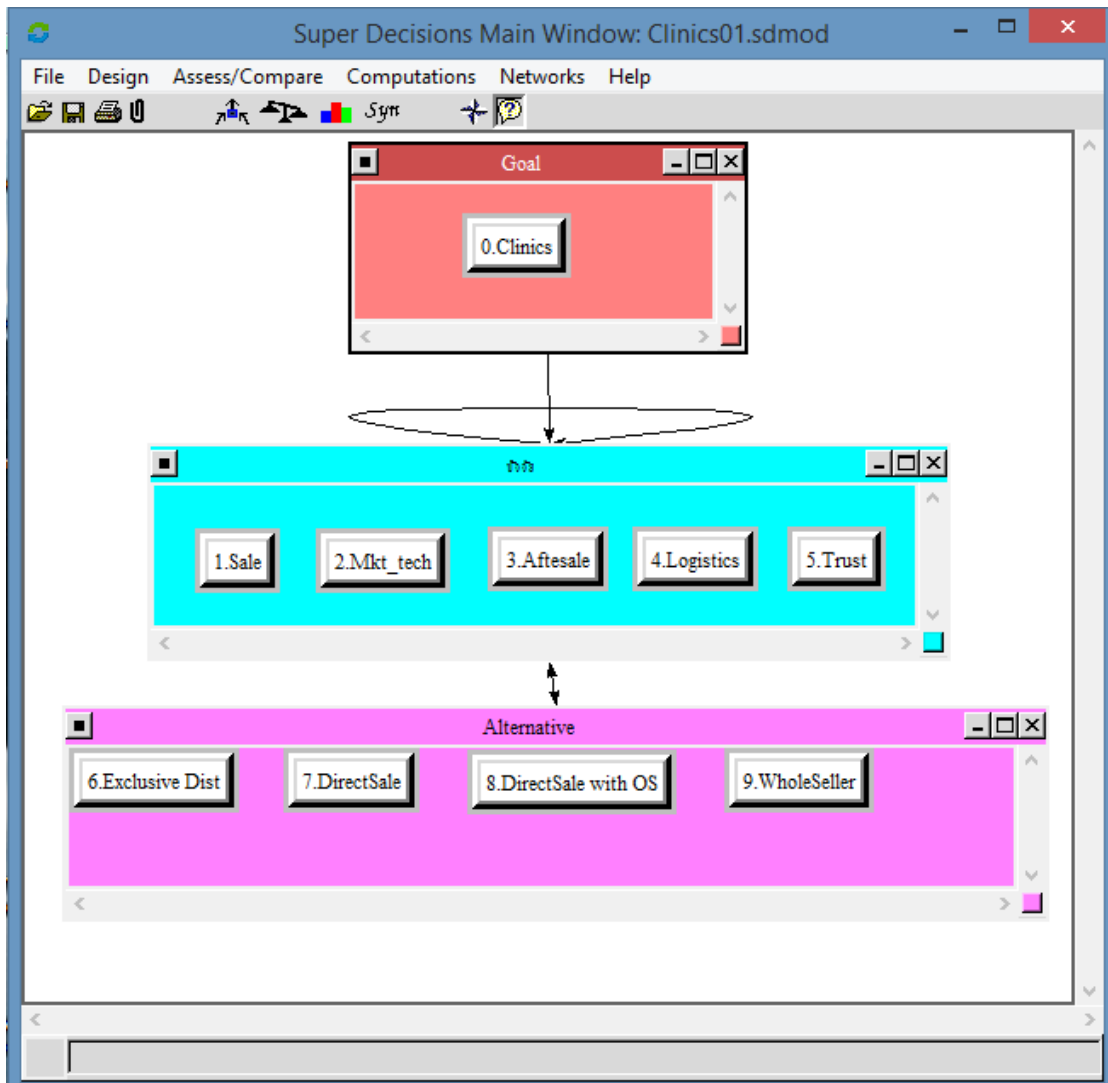 Super Decisions Main Window: Clinics01.sdmod
File Design Assess/Compare Computations Networks Help
Syn
Goal
0.Clinics
1.Sale 2.Mkt_tech 3.Aftesale 4.Logistics 5.Trust
Alternative
6.Exclusive Dist 7.DirectSale 8.DirectSale with OS 9.WholeSeller